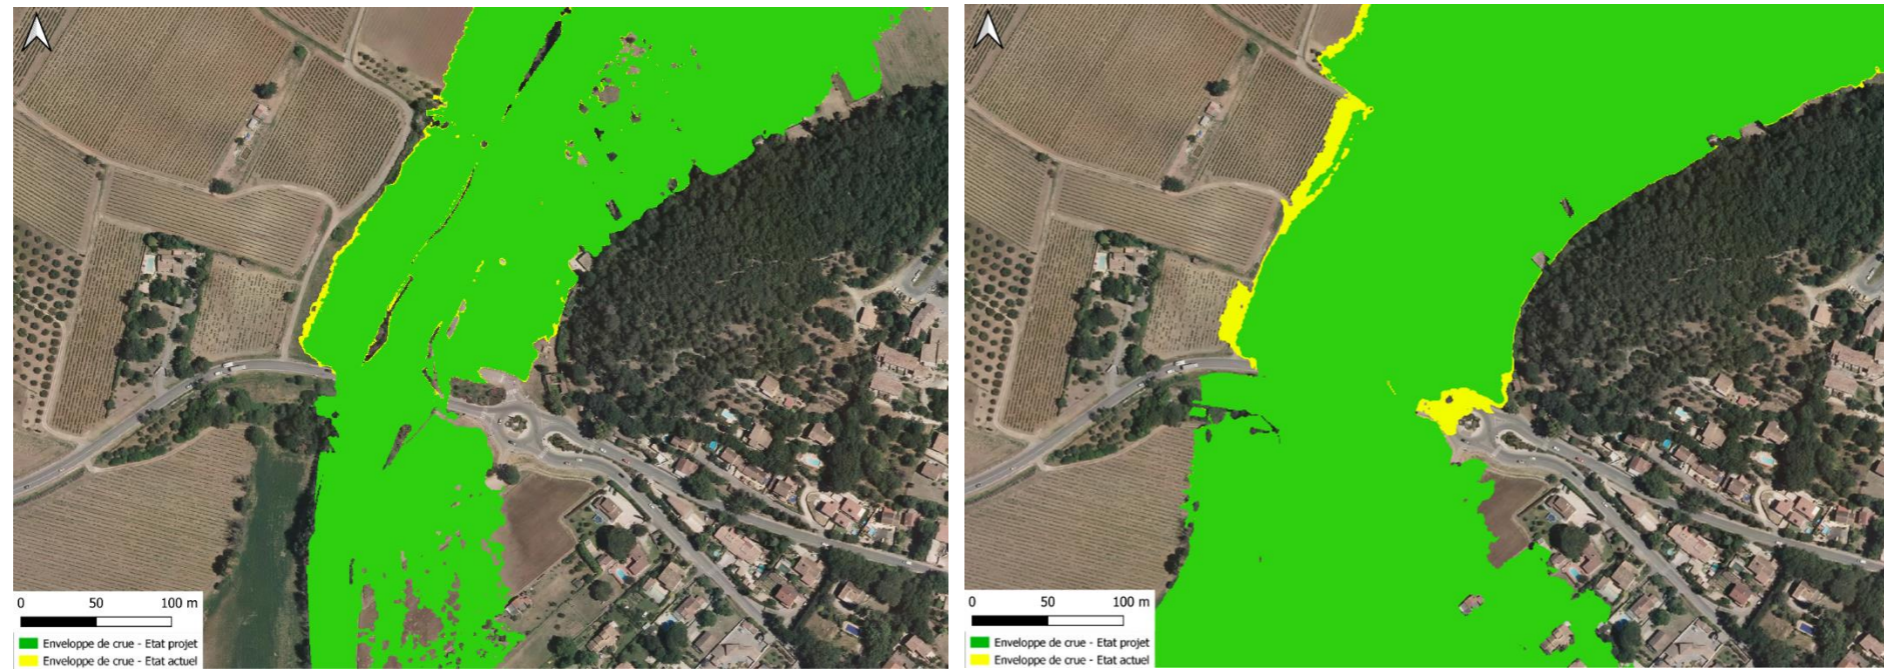 0 50 100 m
Enveloppe de crue - Etat projet
Enveloppe de crue - Etat actuel
0 50 100 m
Enveloppe de crue - Etat projet
Enveloppe de crue - Etat actuel